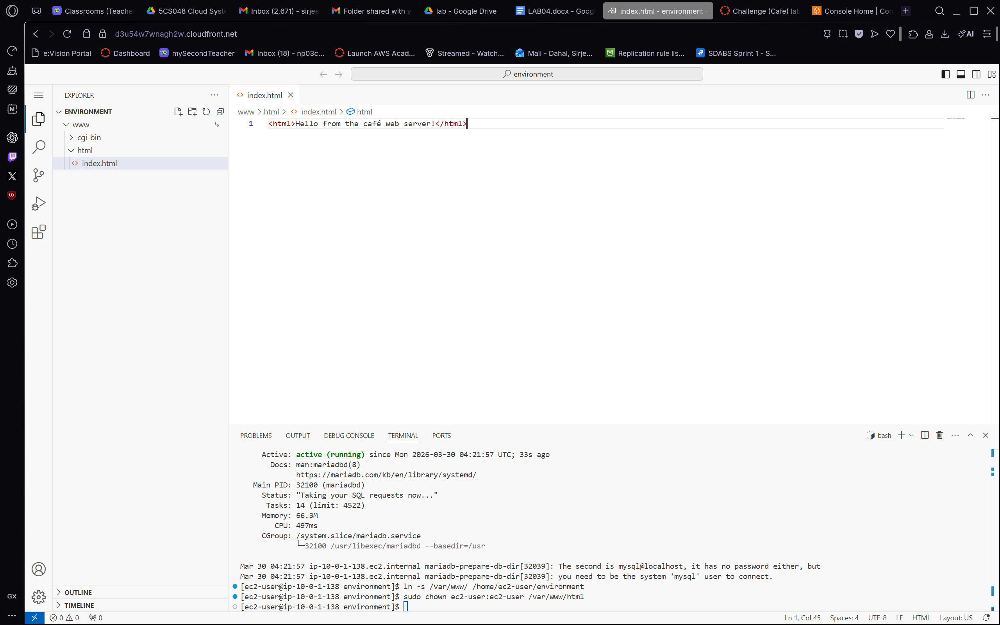 Classrooms (Teache
5CS048 Cloud Syste
Inbox (2,671) - sirjee
Folder shared with y
lab - Google Drive
LAB04.docx - Goog
index.html - environment -
Challenge (Cafe) lab
Console Home | Con
d3u54w7wnagh2w.cloudfront.net
AI
e:Vision Portal
Dashboard
mySecondTeacher
Inbox (18) - np03c...
Launch AWS Acad...
Streamed - Watch...
Mail - Dahal, Sirje...
Replication rule lis...
SDABS Sprint 1 - S...
environment
EXPLORER
ENVIRONMENT
www
cgi-bin
html
index.html
OUTLINE
TIMELINE
index.html
www > html > index.html > html
1 <html>Hello from the café web server!</html>
PROBLEMS OUTPUT DEBUG CONSOLE TERMINAL PORTS
bash
Active: active (running) since Mon 2026-03-30 04:21:57 UTC; 33s ago
Docs: man:mariadbd(8)
https://mariadb.com/kb/en/library/systemd/
Main PID: 32100 (mariadbd)
Status: "Taking your SQL requests now..."
Tasks: 14 (limit: 4522)
Memory: 66.3M
CPU: 497ms
CGroup: /system.slice/mariadb.service
└─32100 /usr/libexec/mariadbd --basedir=/usr
Mar 30 04:21:57 ip-10-0-1-138.ec2.internal mariadb-prepare-db-dir[32039]: The second is mysql@localhost, it has no password either, but
Mar 30 04:21:57 ip-10-0-1-138.ec2.internal mariadb-prepare-db-dir[32039]: you need to be the system 'mysql' user to connect.
[ec2-user@ip-10-0-1-138 environment]$ ln -s /var/www/ /home/ec2-user/environment
[ec2-user@ip-10-0-1-138 environment]$ sudo chown ec2-user:ec2-user /var/www/html
[ec2-user@ip-10-0-1-138 environment]$
GX
0 0 0
Ln 1, Col 45 Spaces: 4 UTF-8 LF HTML Layout: US